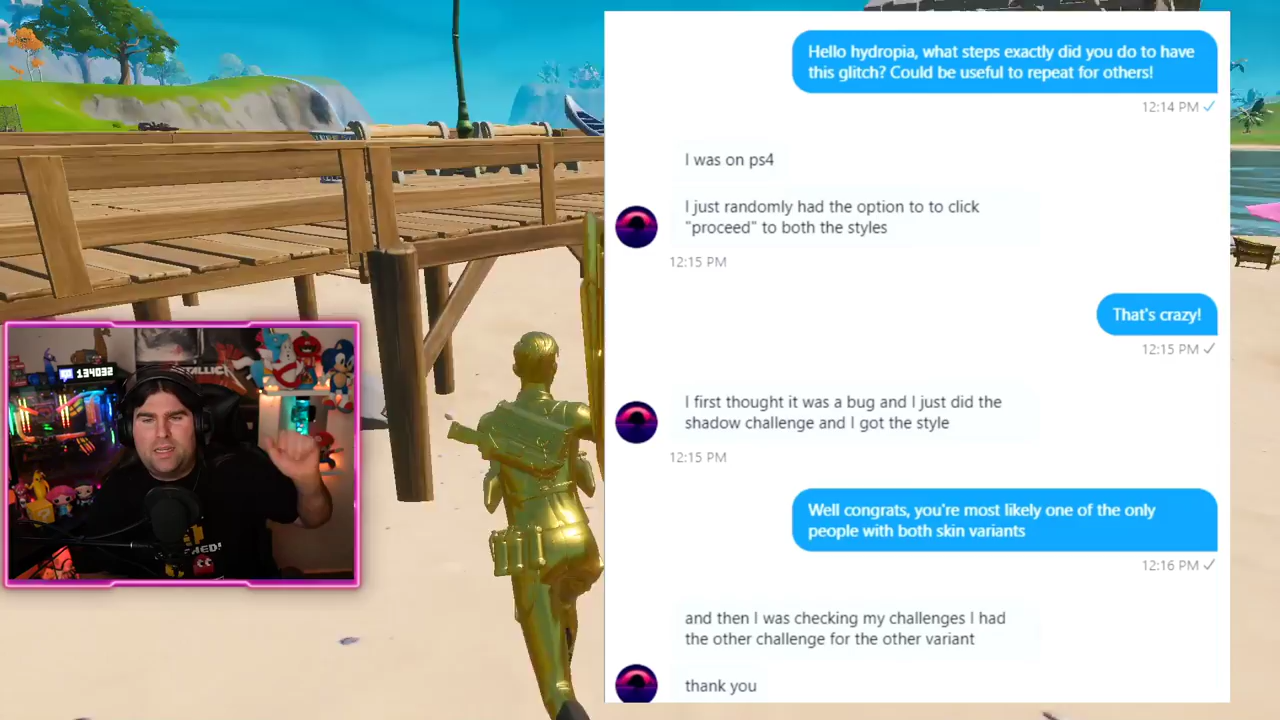 Hello hydropia, what steps exactly did you do to have
this glitch? Could be useful to repeat for others!
12:14 PM
I was on ps4
I just randomly had the option to to click
"proceed" to both the styles
12:15 PM
That's crazy!
12:15 PM
I first thought it was a bug and I just did the
shadow challenge and I got the style
12:15 PM
Well congrats, you're most likely one of the only
people with both skin variants
12:16 PM
and then I was checking my challenges I had
the other challenge for the other variant
thank you
134032
METALLICA